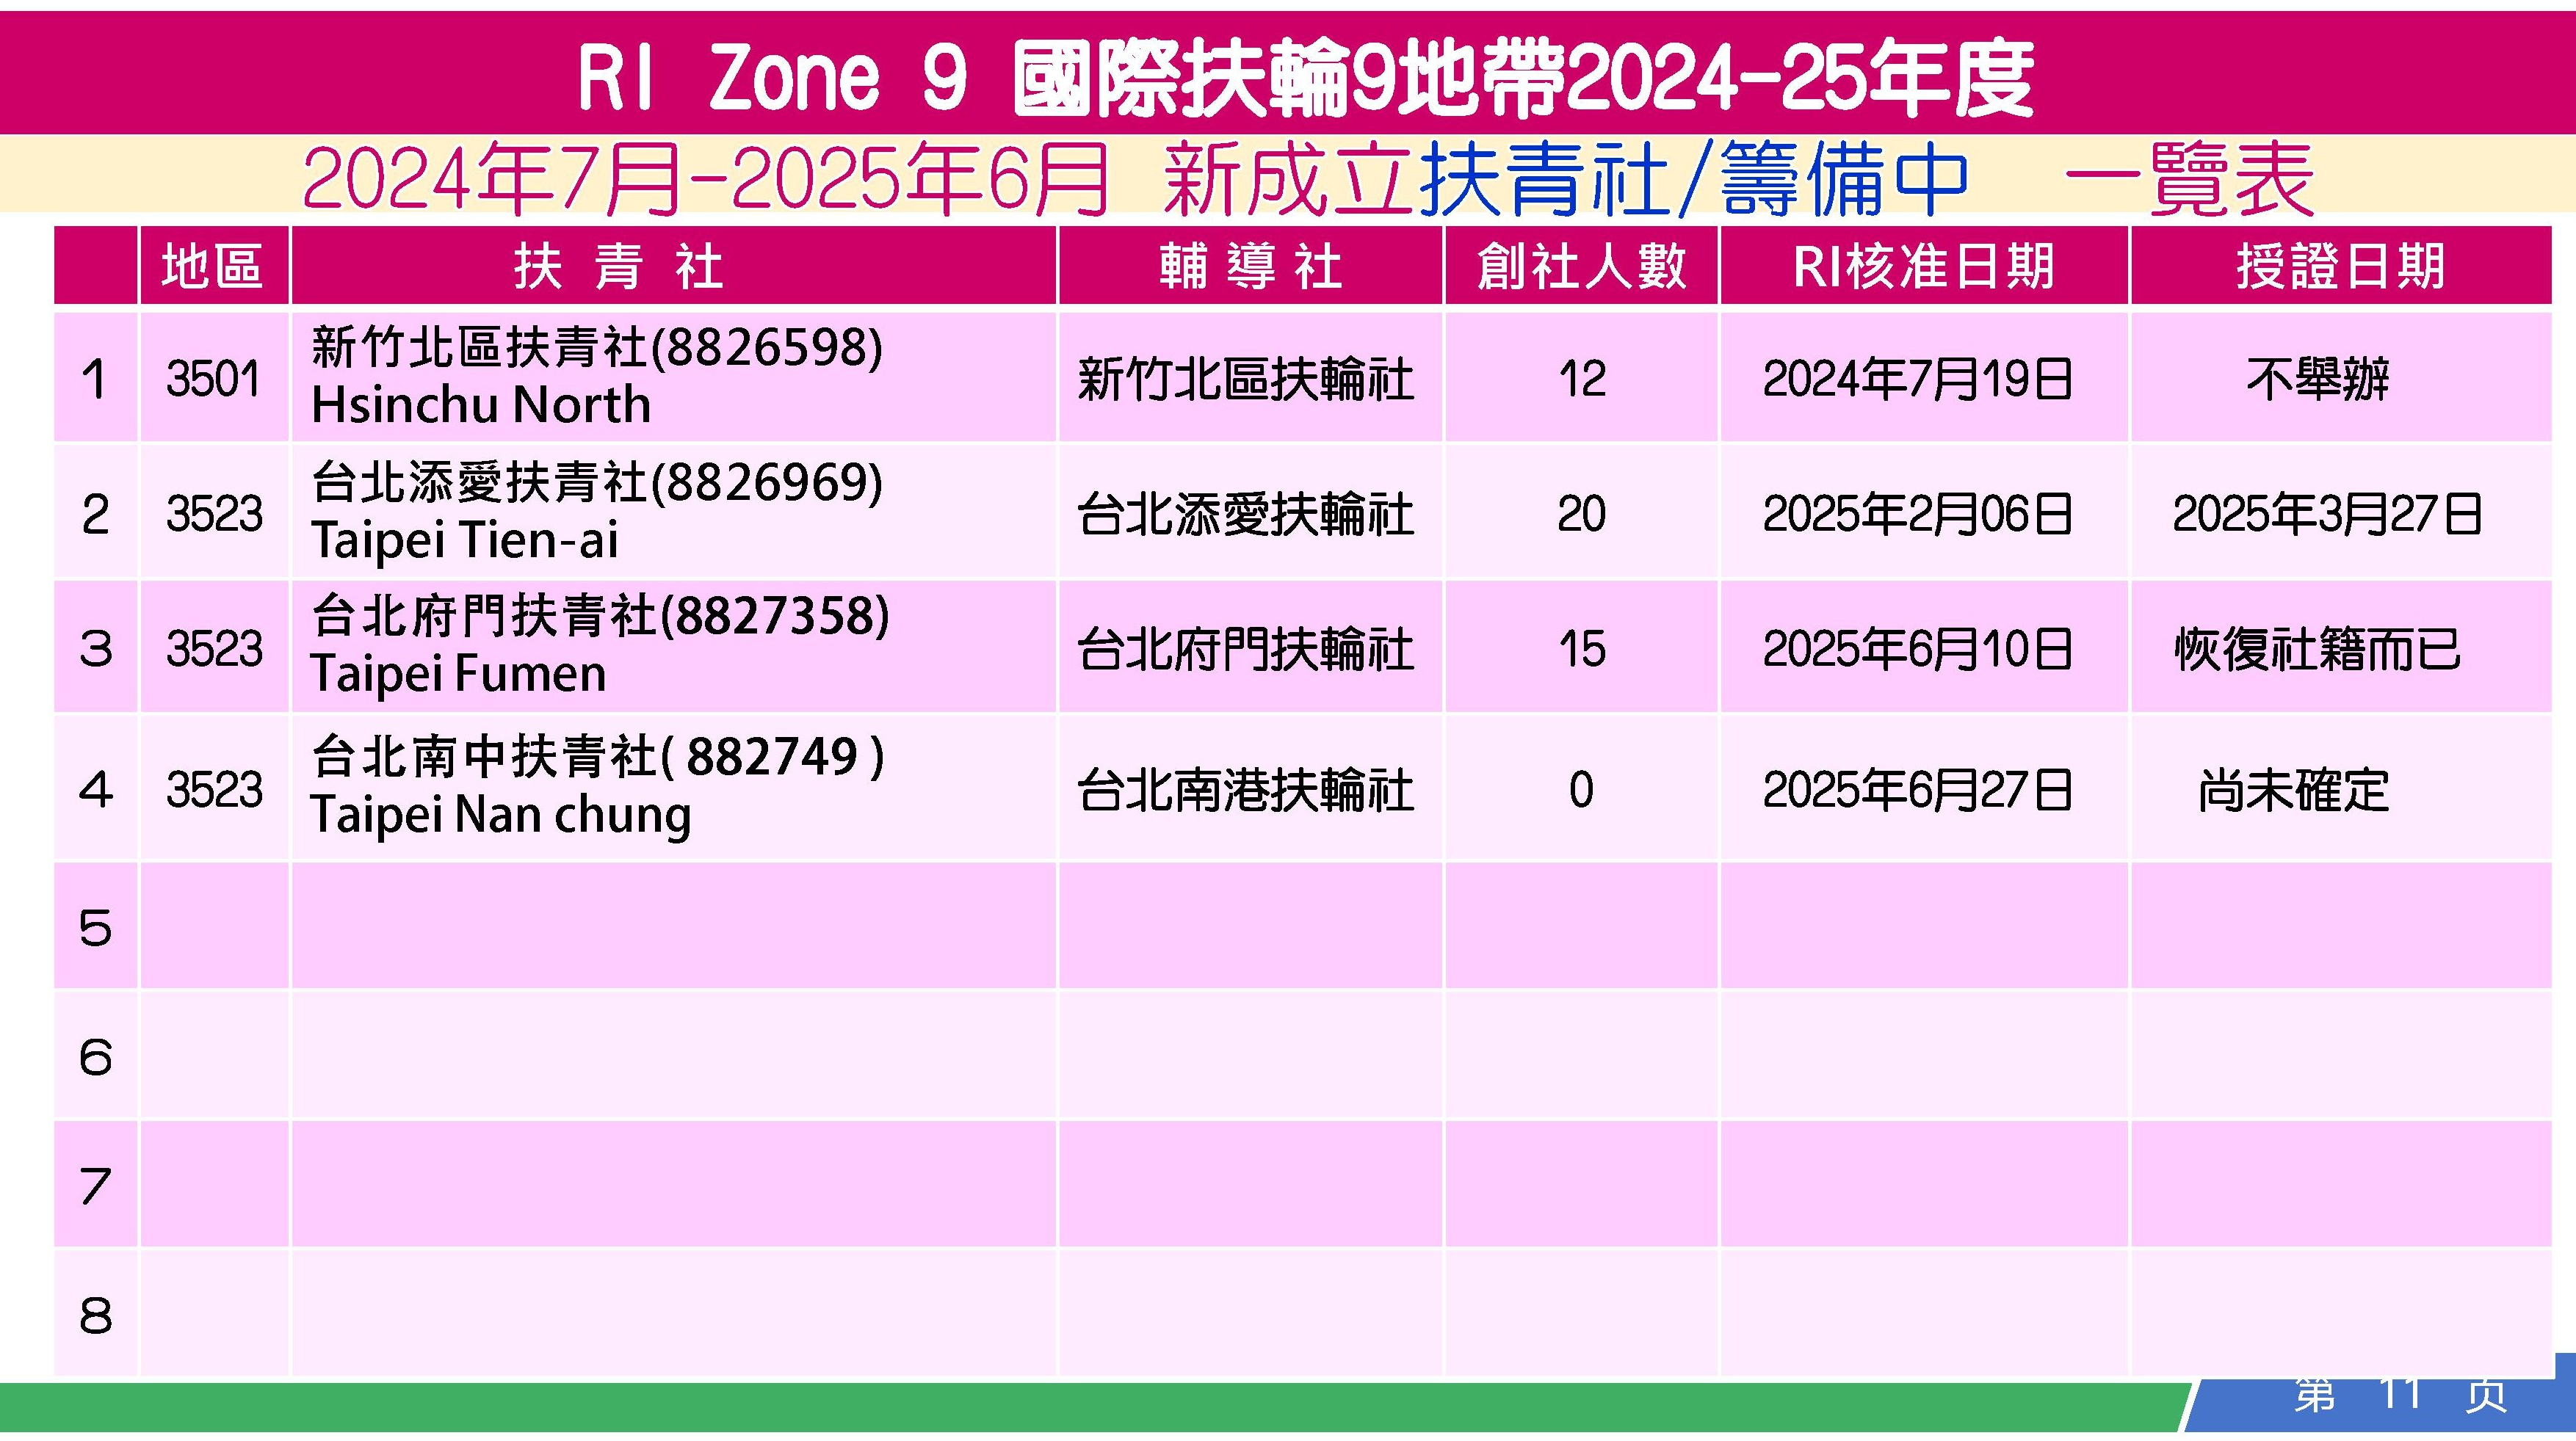 RI Zone 9 國際扶輪9地帶2024-25年度
2024年7月-2025年6月 新成立扶青社/籌備中 一覽表
地區 扶 青 社 輔 導 社 創社人數 RI核准日期 授證日期
1 3501 新竹北區扶青社(8826598) 新竹北區扶輪社 12 2024年7月19日 不舉辦
Hsinchu North
2 3523 台北添愛扶青社(8826969) 台北添愛扶輪社 20 2025年2月06日 2025年3月27日
Taipei Tien-ai
3 3523 台北府門扶青社(8827358) 台北府門扶輪社 15 2025年6月10日 恢復社籍而已
Taipei Fumen
4 3523 台北南中扶青社( 882749 ) 台北南港扶輪社 0 2025年6月27日 尚未確定
Taipei Nan chung
5
6
7
8
第 11 页